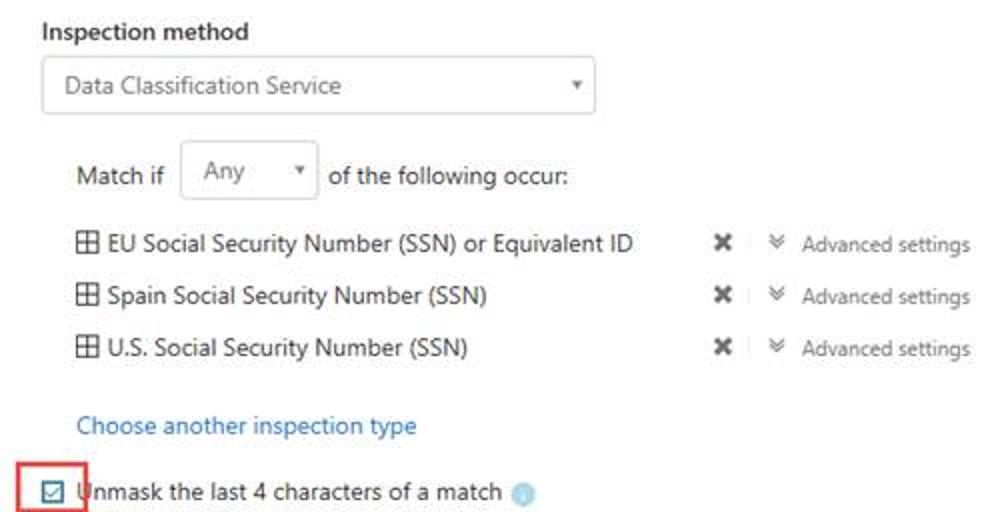 Inspection method
Data Classification Service
Match if Any of the following occur:
EU Social Security Number (SSN) or Equivalent ID Advanced settings
Spain Social Security Number (SSN) Advanced settings
U.S. Social Security Number (SSN) Advanced settings
Choose another inspection type
Unmask the last 4 characters of a match